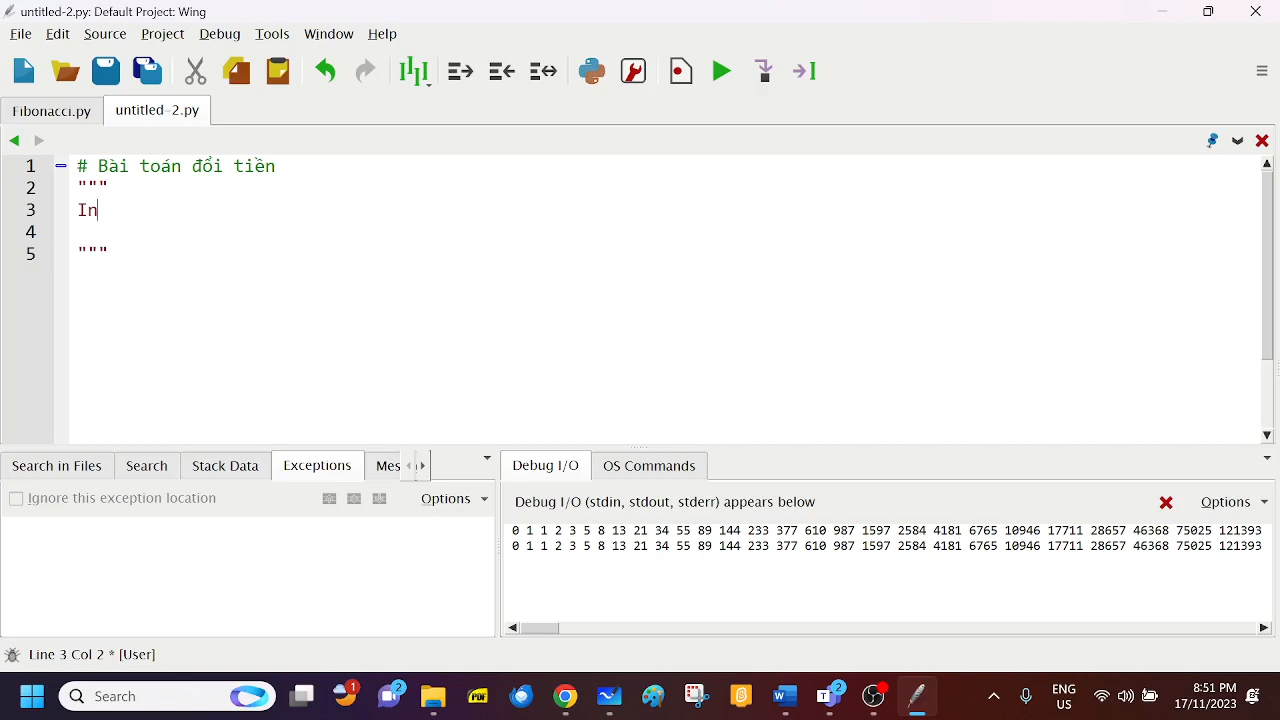 untitled-2.py: Default Project: Wing
File Edit Source Project Debug Tools Window Help
Fibonacci.py untitled-2.py
1 # Bài toán đổi tiền
2 """
3 In
4
5 """
Search in Files Search Stack Data Exceptions Mes
Debug I/O OS Commands
Ignore this exception location Options
Debug I/O (stdin, stdout, stderr) appears below Options
0 1 1 2 3 5 8 13 21 34 55 89 144 233 377 610 987 1597 2584 4181 6765 10946 17711 28657 46368 75025 121393
0 1 1 2 3 5 8 13 21 34 55 89 144 233 377 610 987 1597 2584 4181 6765 10946 17711 28657 46368 75025 121393
Line 3 Col 2 * [User]
Search
1
2
PDF
2
ENG
US
8:51 PM
17/11/2023